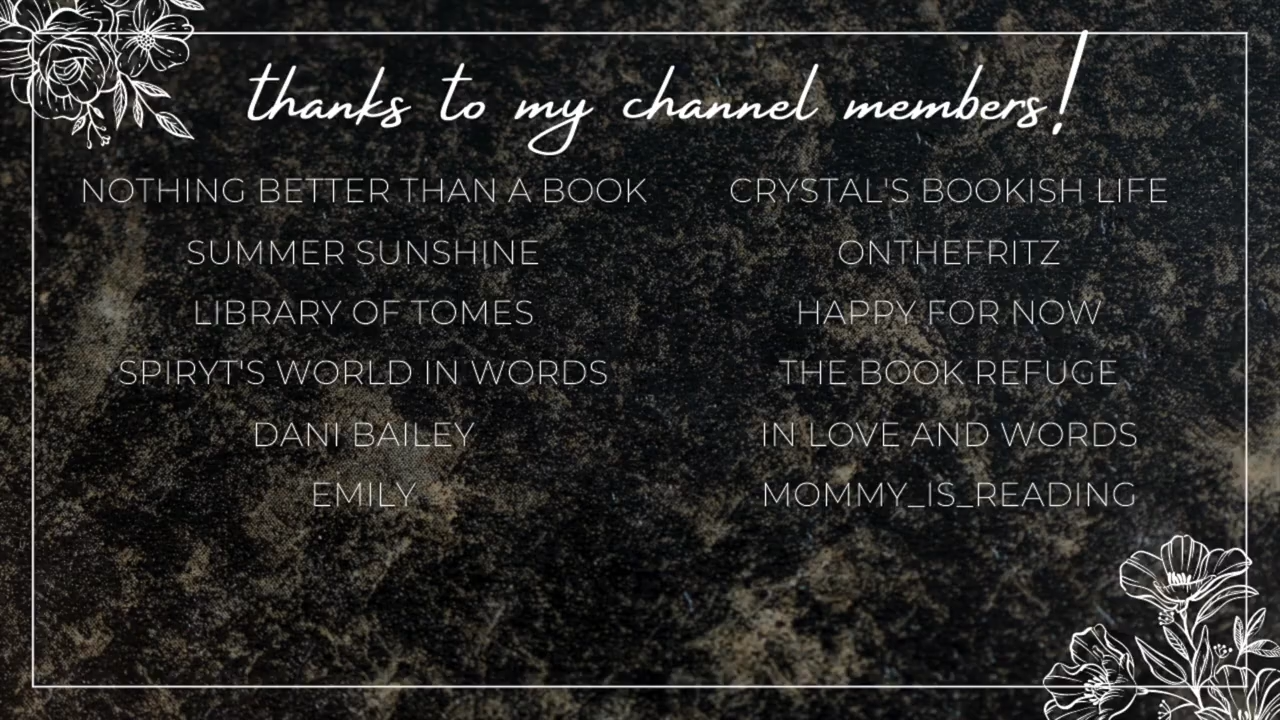 thanks to my channel members!
NOTHING BETTER THAN A BOOK
SUMMER SUNSHINE
LIBRARY OF TOMES
SPIRYT'S WORLD IN WORDS
DANI BAILEY
EMILY
CRYSTAL'S BOOKISH LIFE
ONTHEFRITZ
HAPPY FOR NOW
THE BOOK REFUGE
IN LOVE AND WORDS
MOMMY_IS_READING